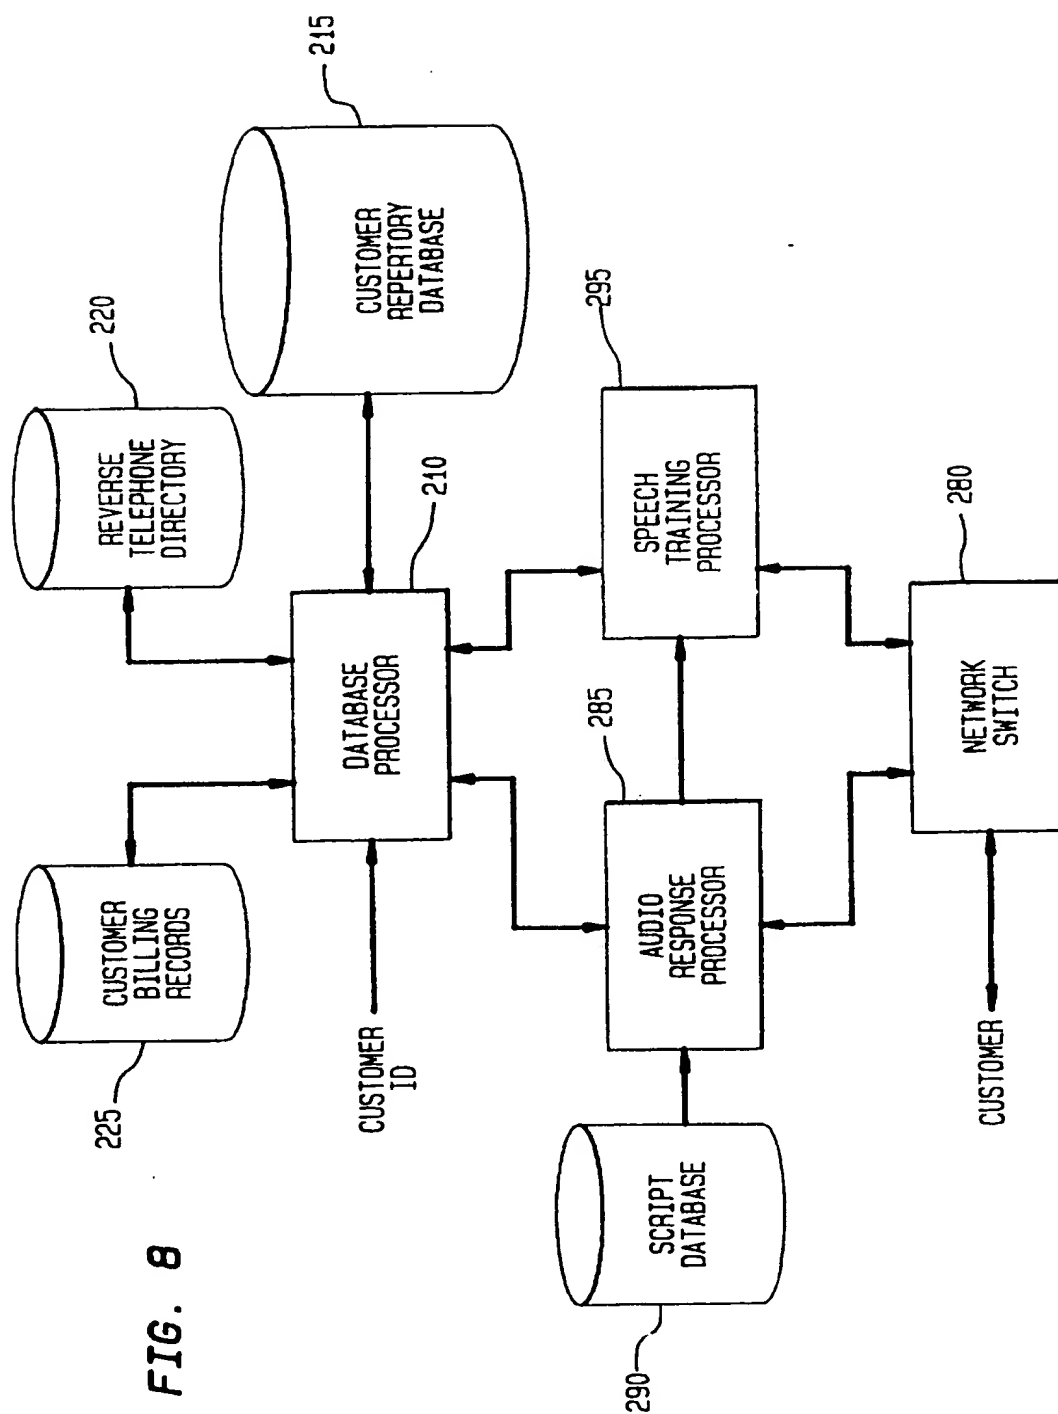 FIG. 8
225
CUSTOMER
BILLING
RECORDS
REVERSE
TELEPHONE
DIRECTORY
220
215
CUSTOMER
REPERTORY
DATABASE
CUSTOMER
ID
DATABASE
PROCESSOR
210
290
SCRIPT
DATABASE
AUDIO
RESPONSE
PROCESSOR
285
SPEECH
TRAINING
PROCESSOR
295
CUSTOMER
NETWORK
SWITCH
280